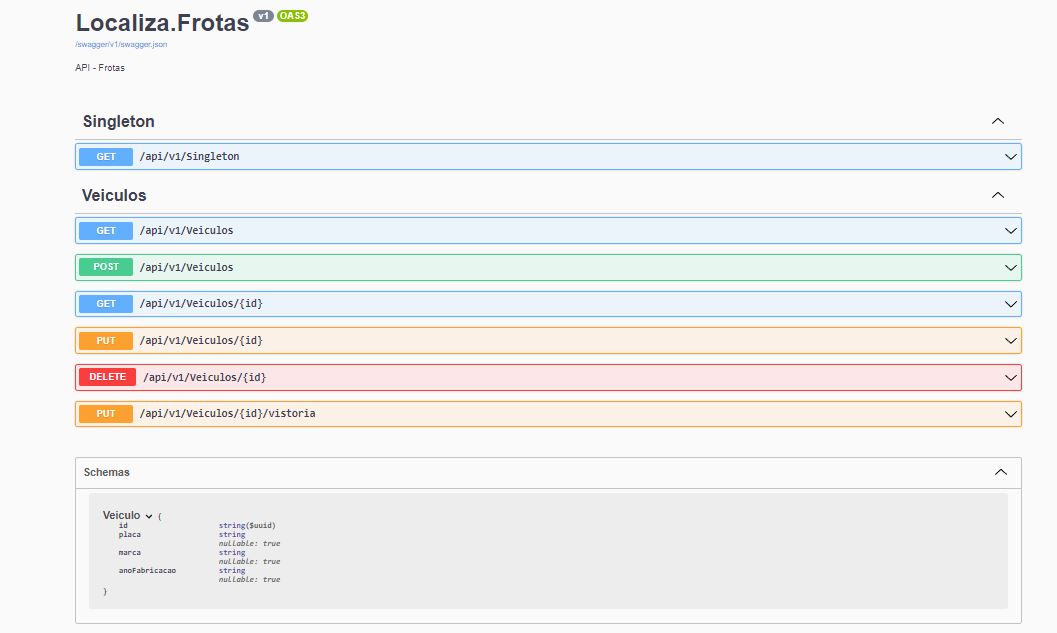 Localiza.Frotas v1 OAS3
/swagger/v1/swagger.json
API - Frotas
Singleton
GET /api/v1/Singleton
Veiculos
GET /api/v1/Veiculos
POST /api/v1/Veiculos
GET /api/v1/Veiculos/{id}
PUT /api/v1/Veiculos/{id}
DELETE /api/v1/Veiculos/{id}
PUT /api/v1/Veiculos/{id}/vistoria
Schemas
Veiculo {
id string($uuid)
placa string
nullable: true
marca string
nullable: true
anoFabricacao string
nullable: true
}